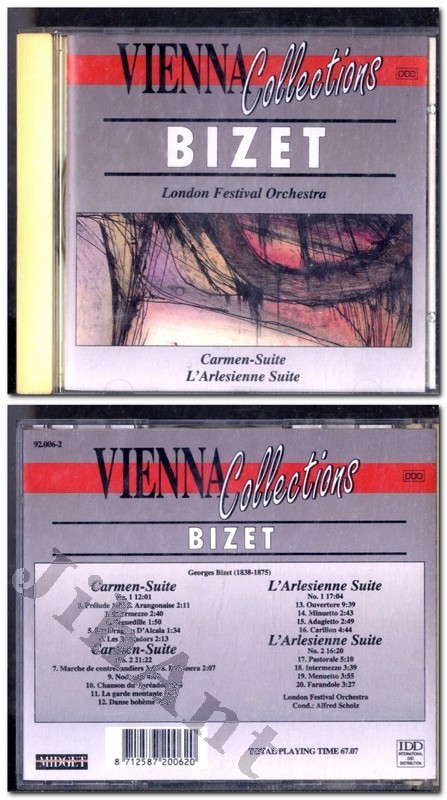 VIENNA Collections
DDD
BIZET
London Festival Orchestra
Carmen-Suite
L'Arlesienne Suite
92.006-2
VIENNA Collections
DDD
BIZET
Georges Bizet (1838-1875)
Carmen-Suite
No. 1 12:01
Prélude Arangonaise 2:11
2:40
1:50
D'Alcala 1:34
2:13
Carmen-Suite
No. 2 21:22
7. Marche de contrebandiers
9.
10. Chanson du
11. La garde montante
12. Danse bohème
L'Arlesienne Suite
No. 1 17:04
13. Ouverture 9:39
14. Minuetto 2:43
15. Adagietto 2:49
16. Carillon 4:44
L'Arlesienne Suite
No. 2 16:20
17. Pastorale 5:10
18. Intermezzo 3:39
19. Menuetto 3:55
20. Farandole 3:27
London Festival Orchestra
Cond.: Alfred Scholz
MIDGET
8 712587 200620
TOTAL PLAYING TIME 67.07
IDD
INTERNATIONAL
DISC
DISTRIBUTION